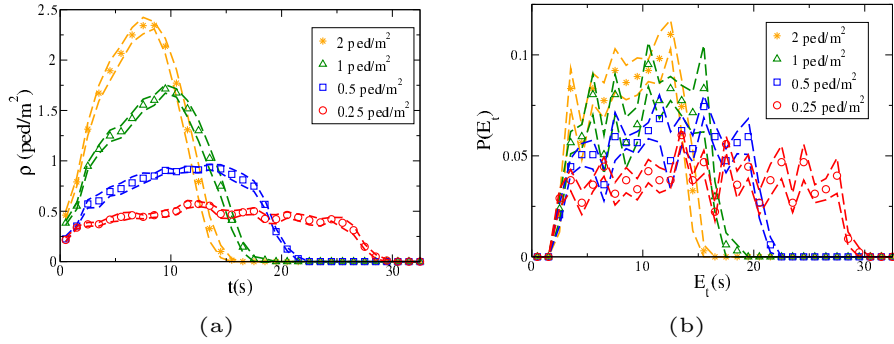 2.5
2
1.5
1
0.5
0
0
10
20
30
ρ (ped/m²)
t(s)
2 ped/m²
1 ped/m²
0.5 ped/m²
0.25 ped/m²
(a)
0.1
0.05
0
0
10
20
30
P(Eₜ)
Eₜ(s)
2 ped/m²
1 ped/m²
0.5 ped/m²
0.25 ped/m²
(b)